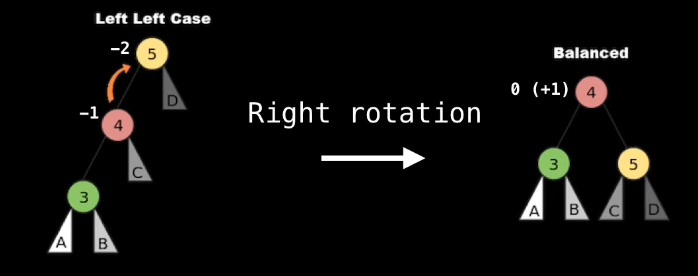 Left Left Case
-2
5
D
-1
4
C
3
A
B
Right rotation
Balanced
0 (+1)
4
3
5
A
B
C
D